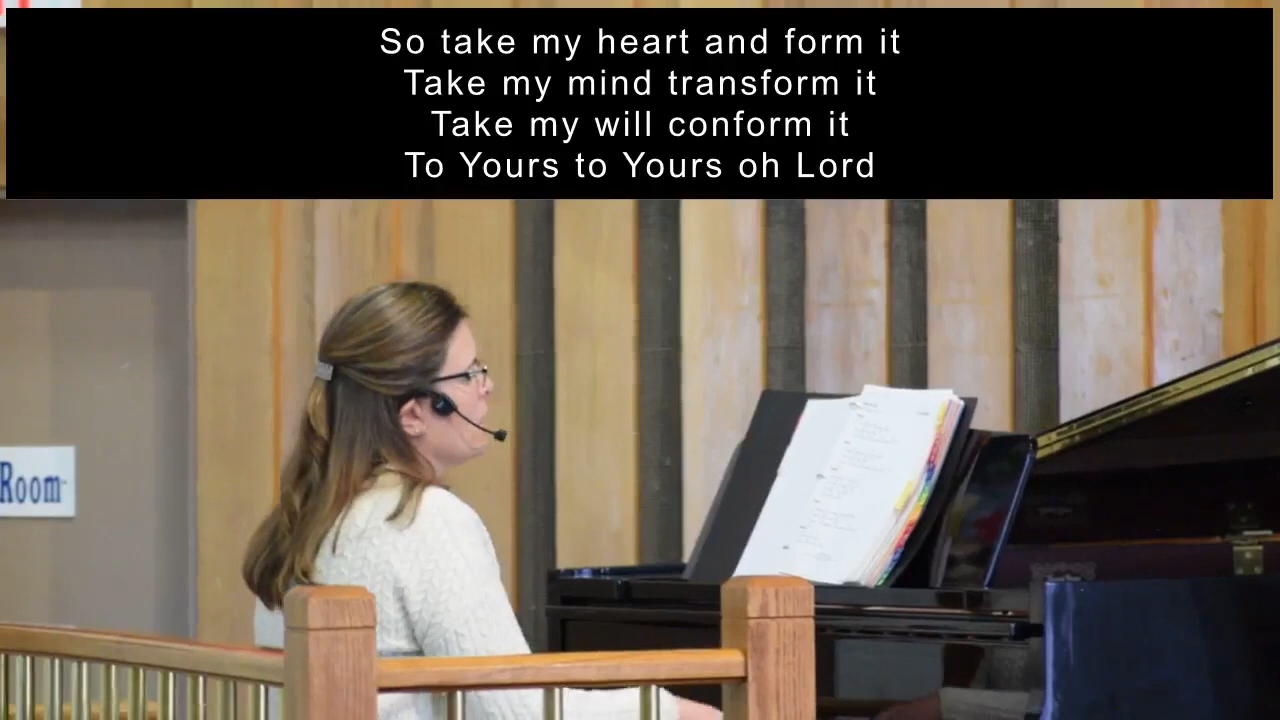 So take my heart and form it
Take my mind transform it
Take my will conform it
To Yours to Yours oh Lord
Room